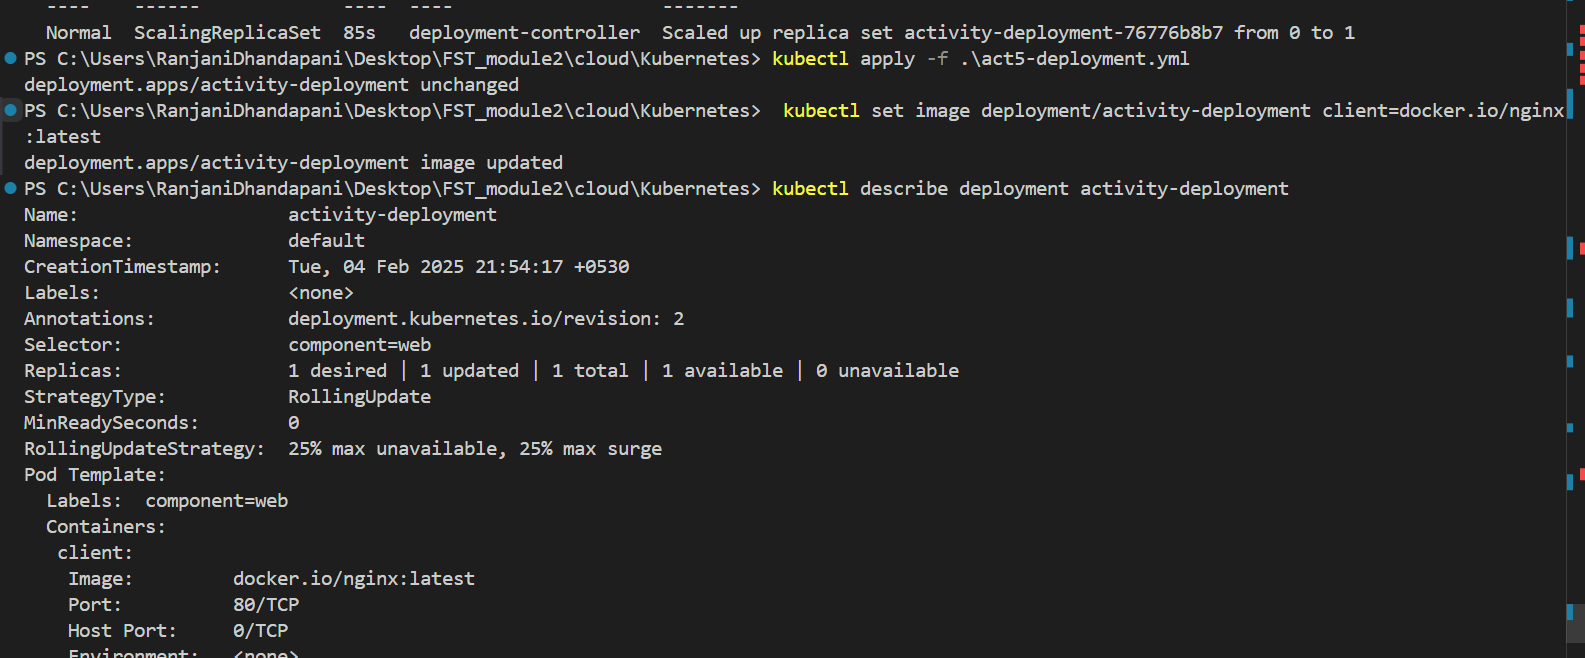 ----    ------             ----  ----                   -------
Normal  ScalingReplicaSet  85s   deployment-controller  Scaled up replica set activity-deployment-76776b8b7 from 0 to 1
PS C:\Users\RanjaniDhandapani\Desktop\FST_module2\cloud\Kubernetes> kubectl apply -f .\act5-deployment.yml
deployment.apps/activity-deployment unchanged
PS C:\Users\RanjaniDhandapani\Desktop\FST_module2\cloud\Kubernetes>  kubectl set image deployment/activity-deployment client=docker.io/nginx
:latest
deployment.apps/activity-deployment image updated
PS C:\Users\RanjaniDhandapani\Desktop\FST_module2\cloud\Kubernetes> kubectl describe deployment activity-deployment
Name:                   activity-deployment
Namespace:              default
CreationTimestamp:      Tue, 04 Feb 2025 21:54:17 +0530
Labels:                 <none>
Annotations:            deployment.kubernetes.io/revision: 2
Selector:               component=web
Replicas:               1 desired | 1 updated | 1 total | 1 available | 0 unavailable
StrategyType:           RollingUpdate
MinReadySeconds:        0
RollingUpdateStrategy:  25% max unavailable, 25% max surge
Pod Template:
  Labels:  component=web
  Containers:
   client:
    Image:         docker.io/nginx:latest
    Port:          80/TCP
    Host Port:     0/TCP
    Environment:   <none>